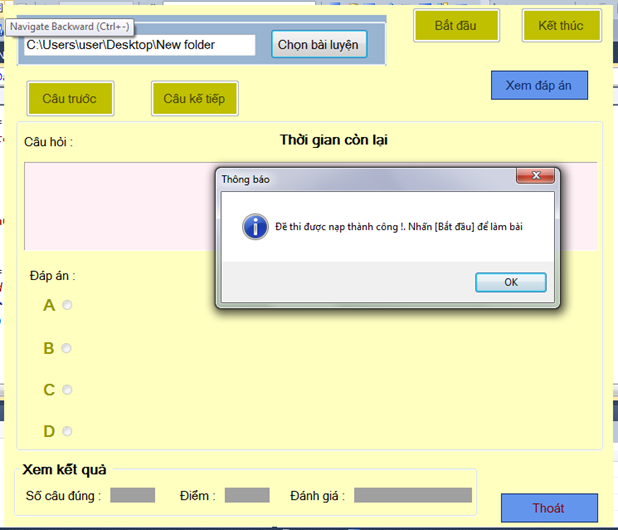 Navigate Backward (Ctrl+-)
C:\Users\user\Desktop\New folder
Chọn bài luyện
Bắt đầu
Kết thúc
Xem đáp án
Câu trước
Câu kế tiếp
Câu hỏi :
Thời gian còn lại
Thông báo
Đề thi được nạp thành công !. Nhấn [Bắt đầu] để làm bài
OK
Đáp án :
A
B
C
D
Xem kết quả
Số câu đúng :
Điểm :
Đánh giá :
Thoát